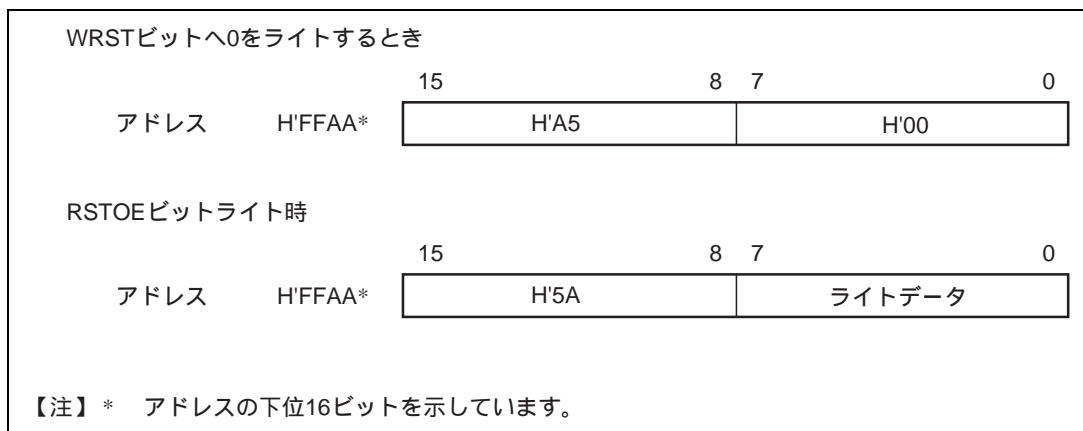 WRSTビットへ0をライトするとき
15 8 7 0
アドレス H'FFAA* H'A5 H'00
RSTOEビットライト時
15 8 7 0
アドレス H'FFAA* H'5A ライトデータ
【注】* アドレスの下位16ビットを示しています。